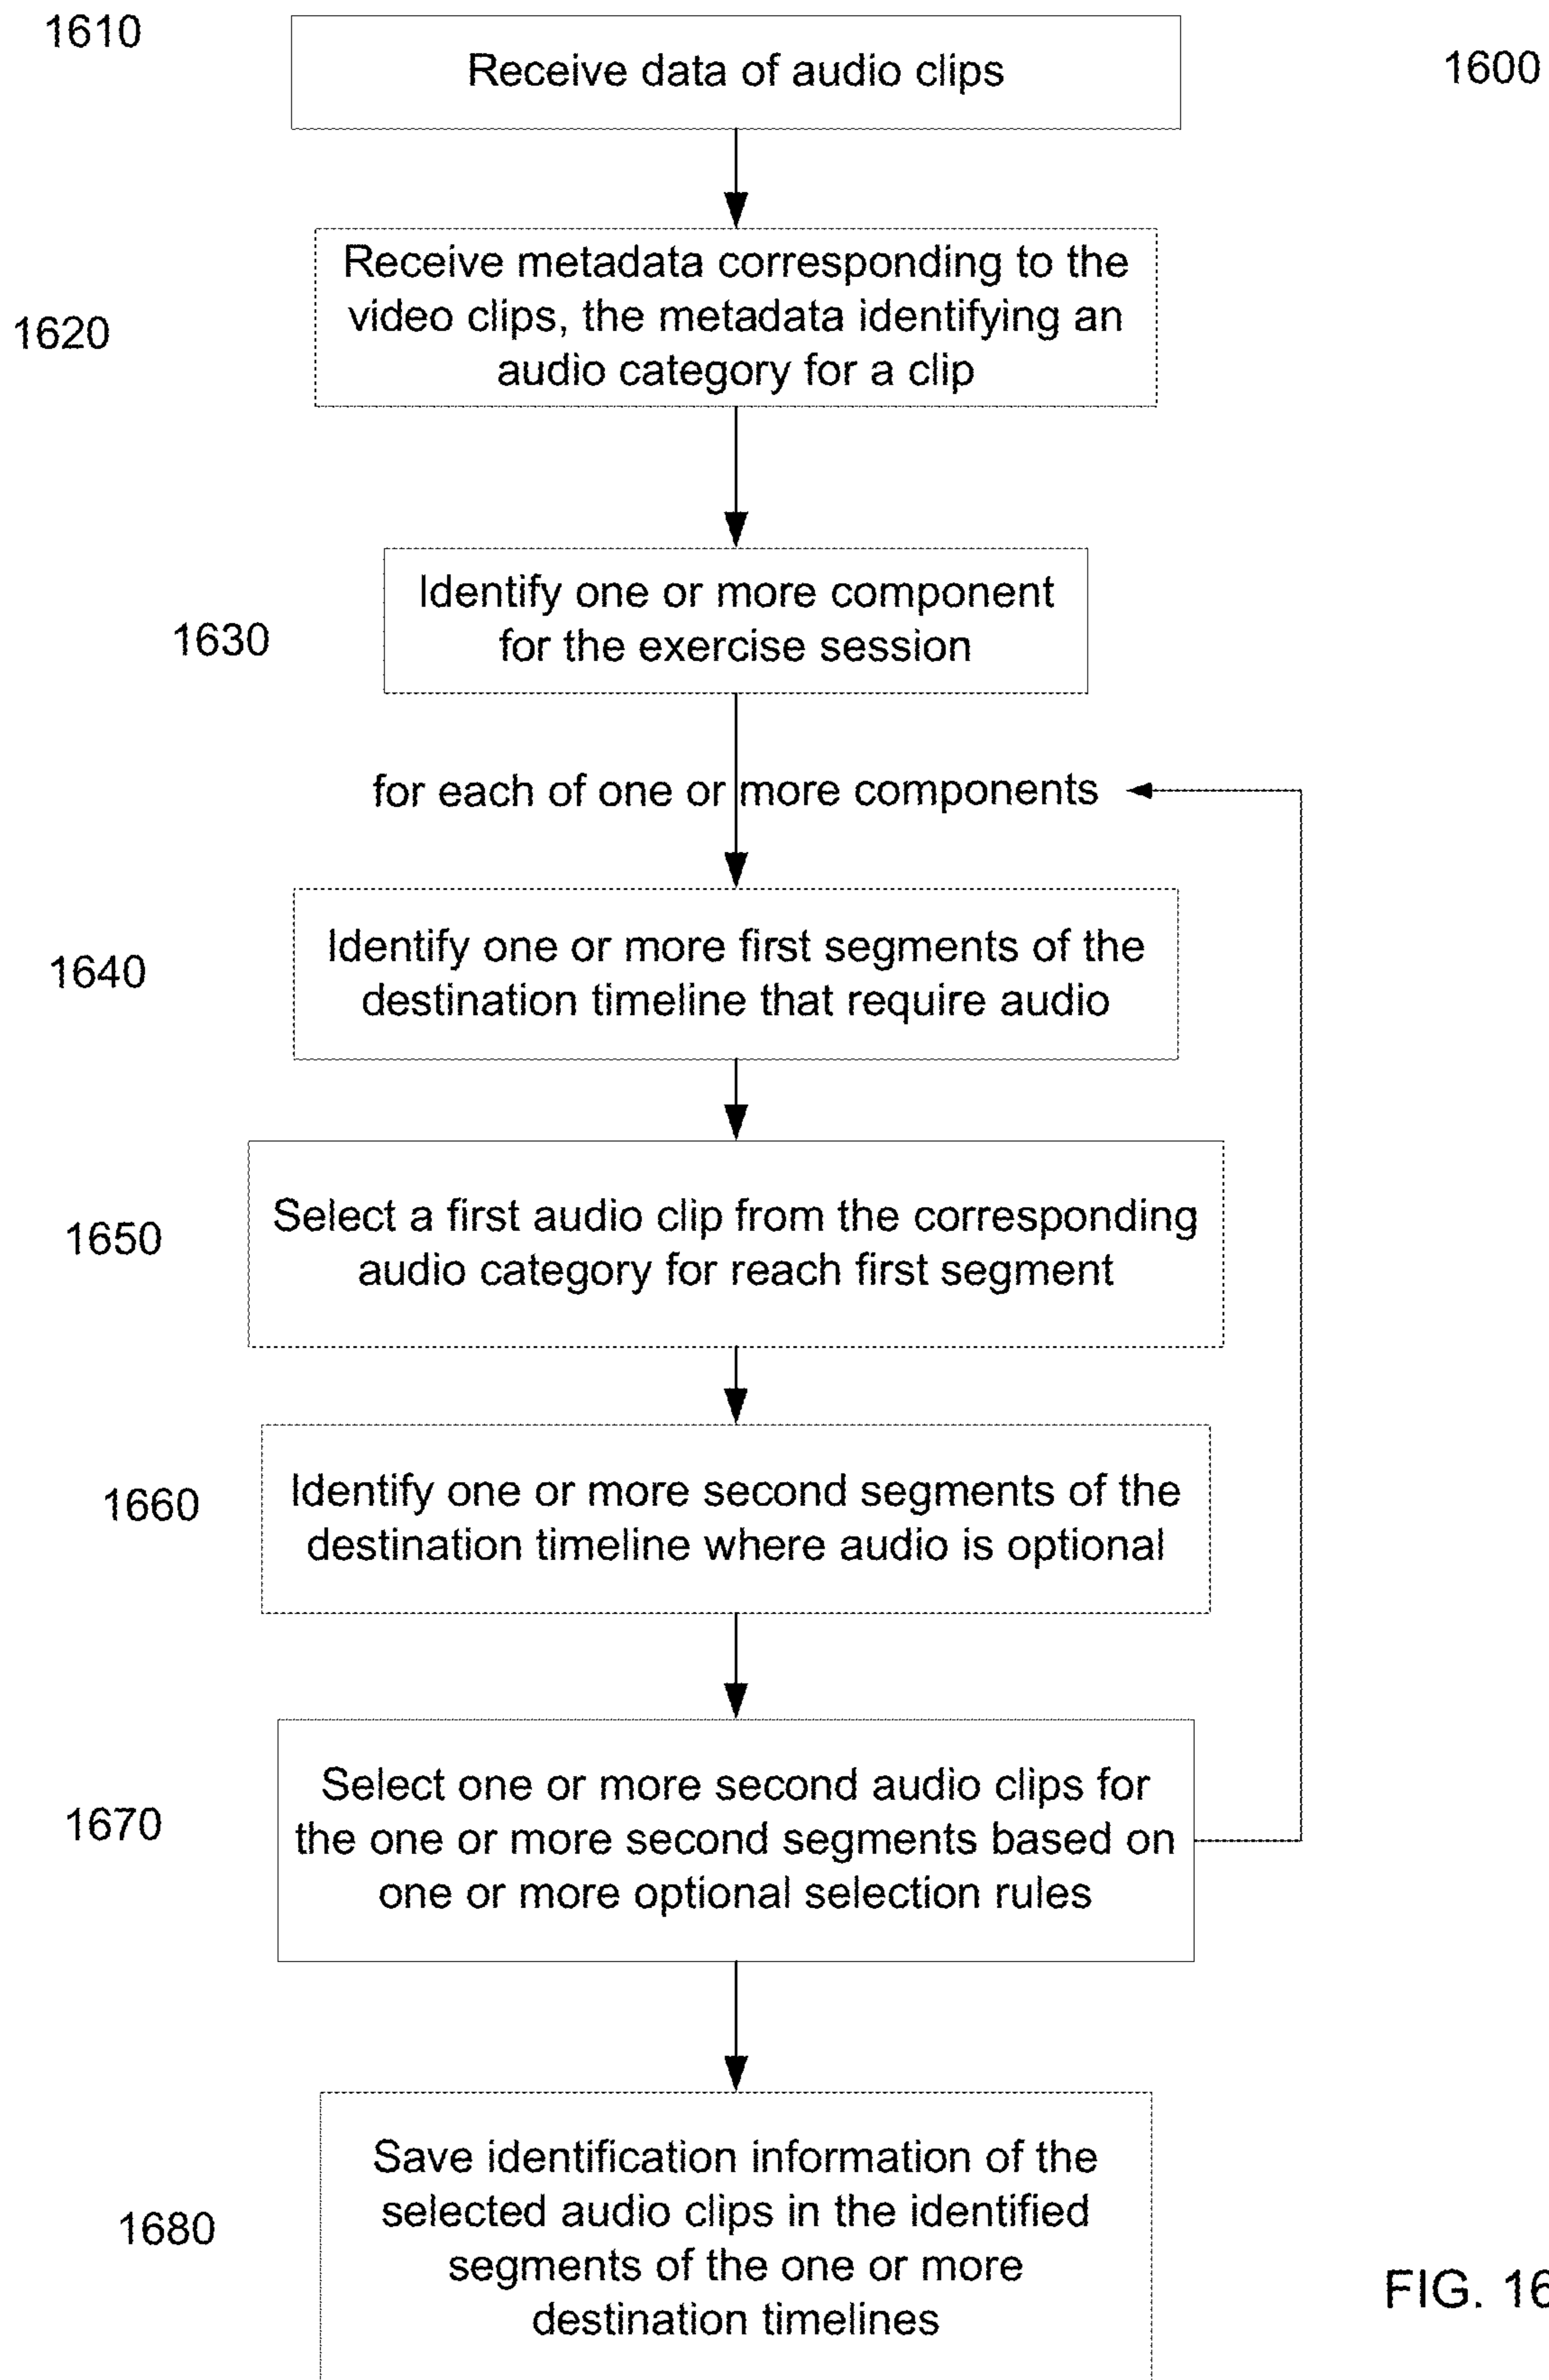 1610
Receive data of audio clips
1600
1620
Receive metadata corresponding to the
video clips, the metadata identifying an
audio category for a clip
1630
Identify one or more component
for the exercise session
for each of one or more components
1640
Identify one or more first segments of the
destination timeline that require audio
1650
Select a first audio clip from the corresponding
audio category for reach first segment
1660
Identify one or more second segments of the
destination timeline where audio is optional
1670
Select one or more second audio clips for
the one or more second segments based on
one or more optional selection rules
1680
Save identification information of the
selected audio clips in the identified
segments of the one or more
destination timelines
FIG. 16